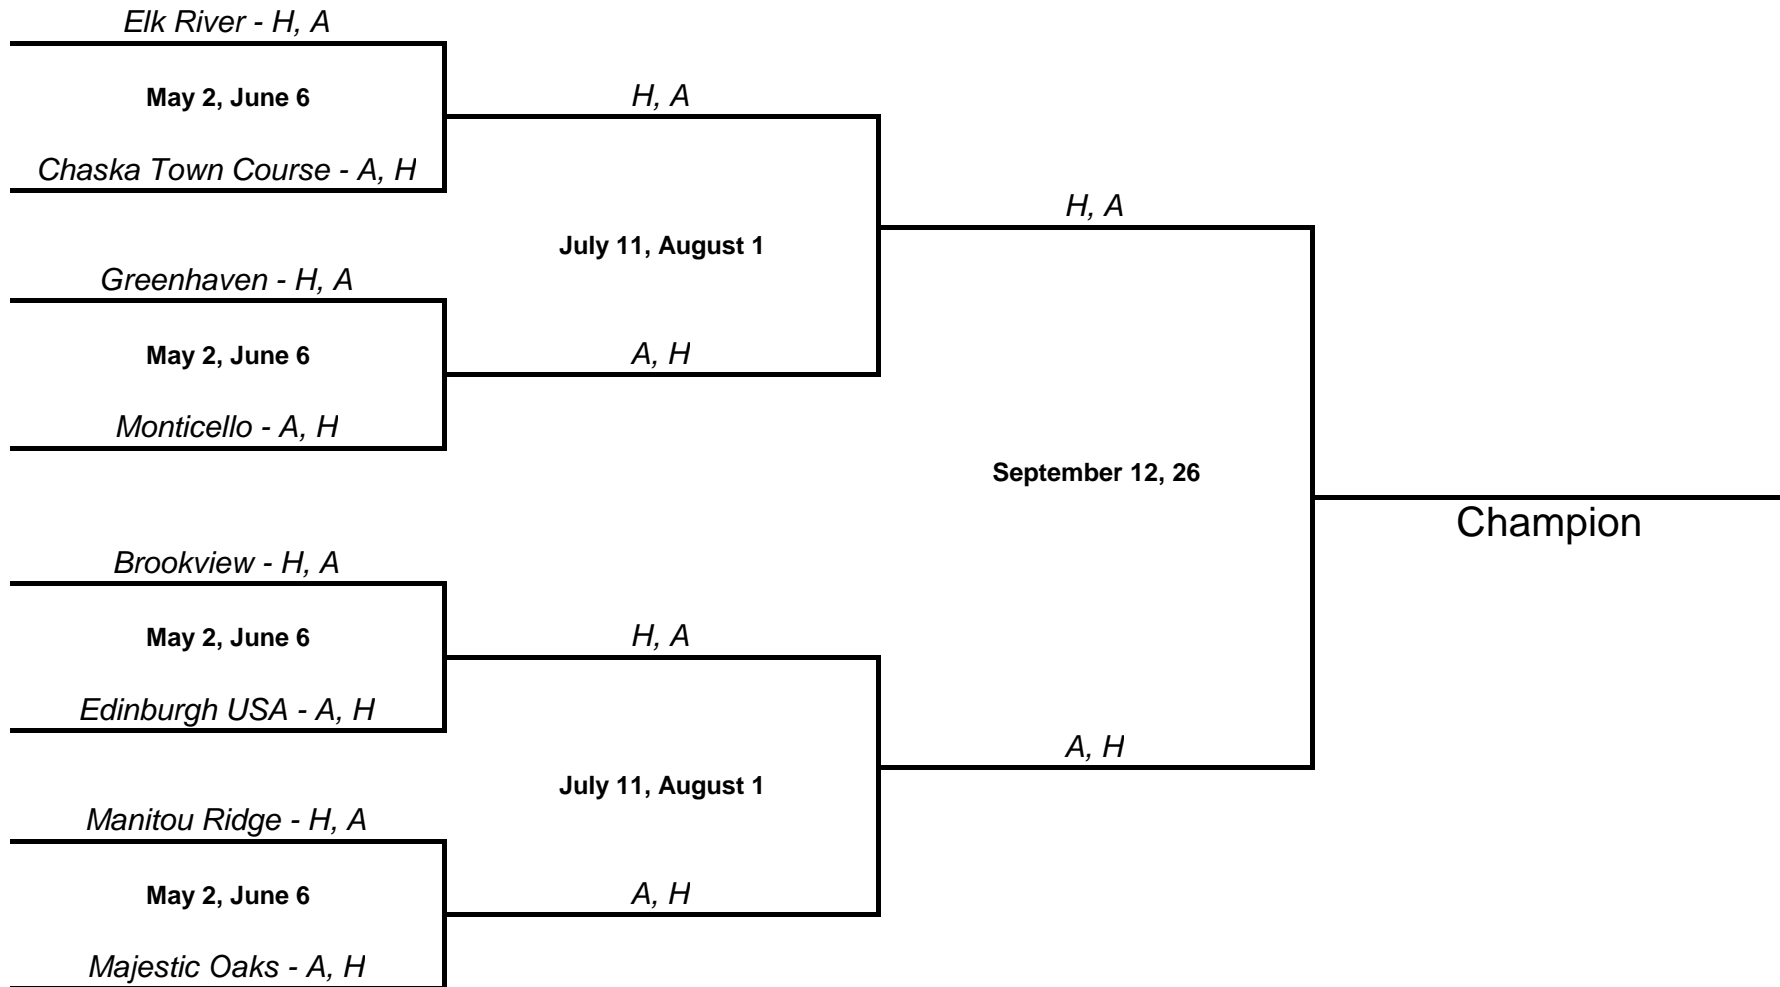 Elk River - H, A
May 2, June 6
H, A
Chaska Town Course - A, H
H, A
July 11, August 1
Greenhaven - H, A
May 2, June 6
A, H
Monticello - A, H
September 12, 26
Champion
Brookview - H, A
May 2, June 6
H, A
Edinburgh USA - A, H
A, H
July 11, August 1
Manitou Ridge - H, A
May 2, June 6
A, H
Majestic Oaks - A, H